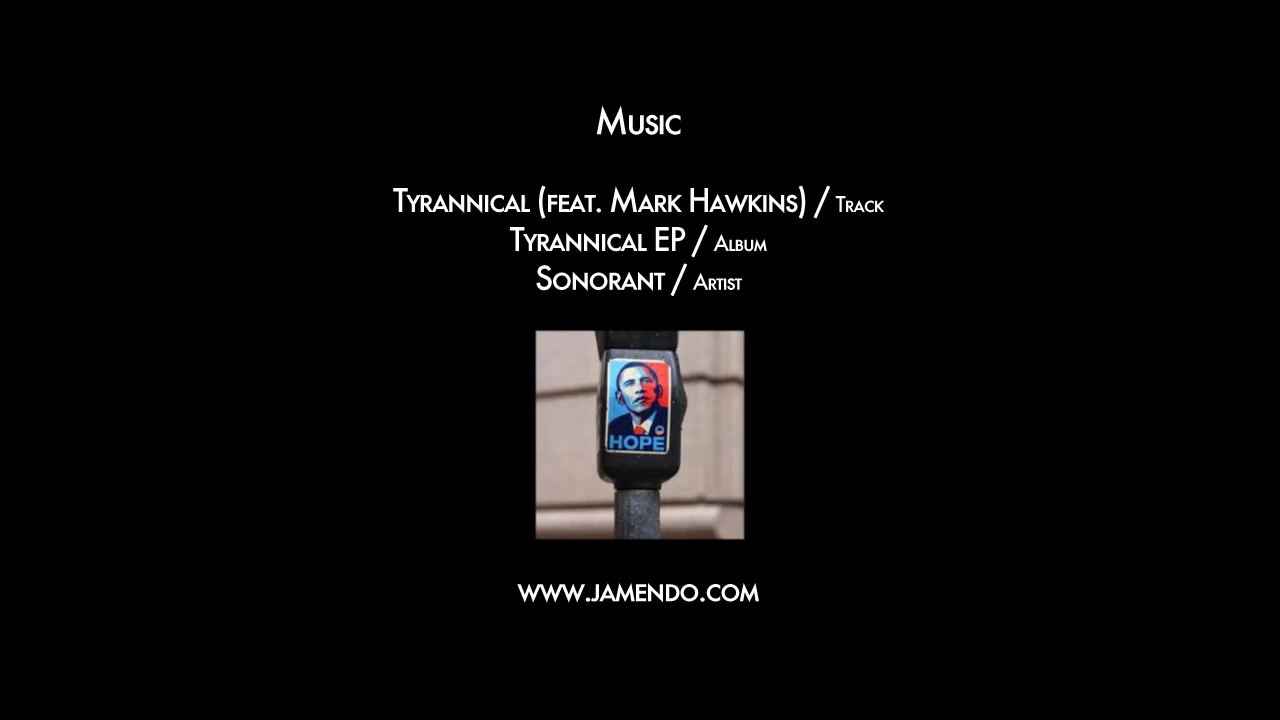 Music
Tyrannical (feat. Mark Hawkins) / Track
Tyrannical EP / Album
Sonorant / Artist
HOPE
www.jamendo.com